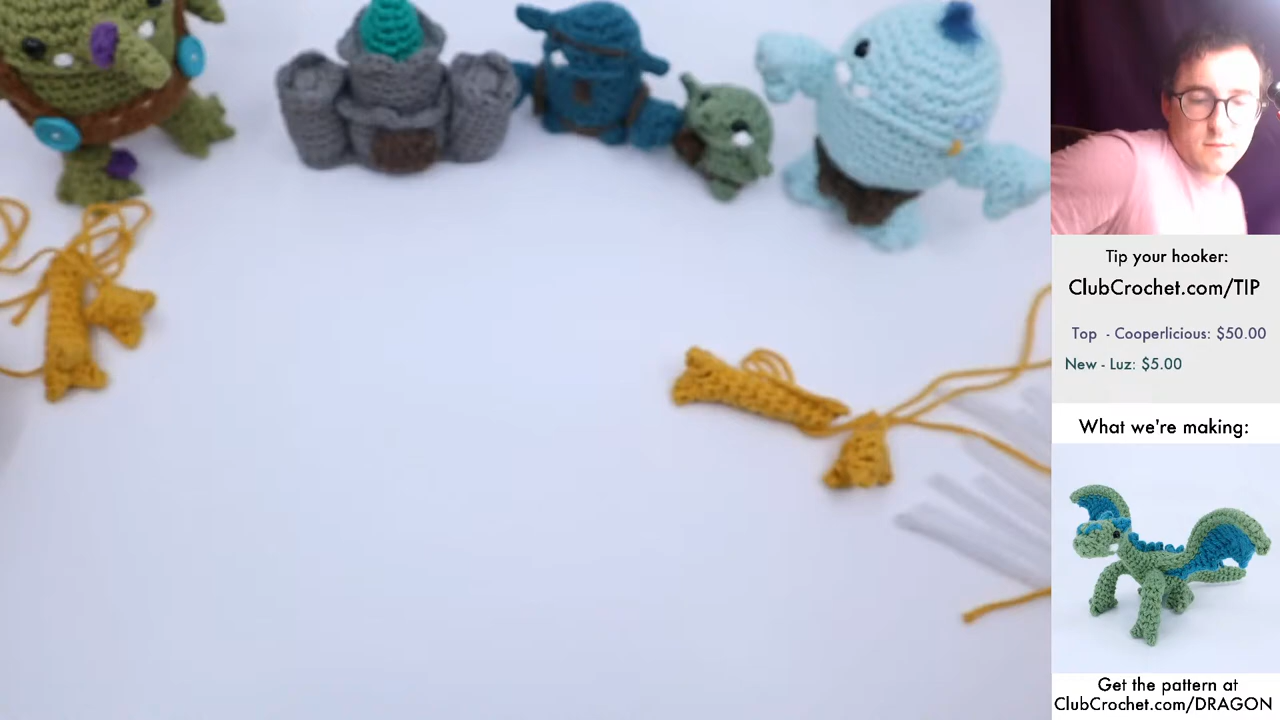 Tip your hooker:
ClubCrochet.com/TIP
Top - Cooperlicious: $50.00
New - Luz: $5.00
What we're making:
Get the pattern at
ClubCrochet.com/DRAGON